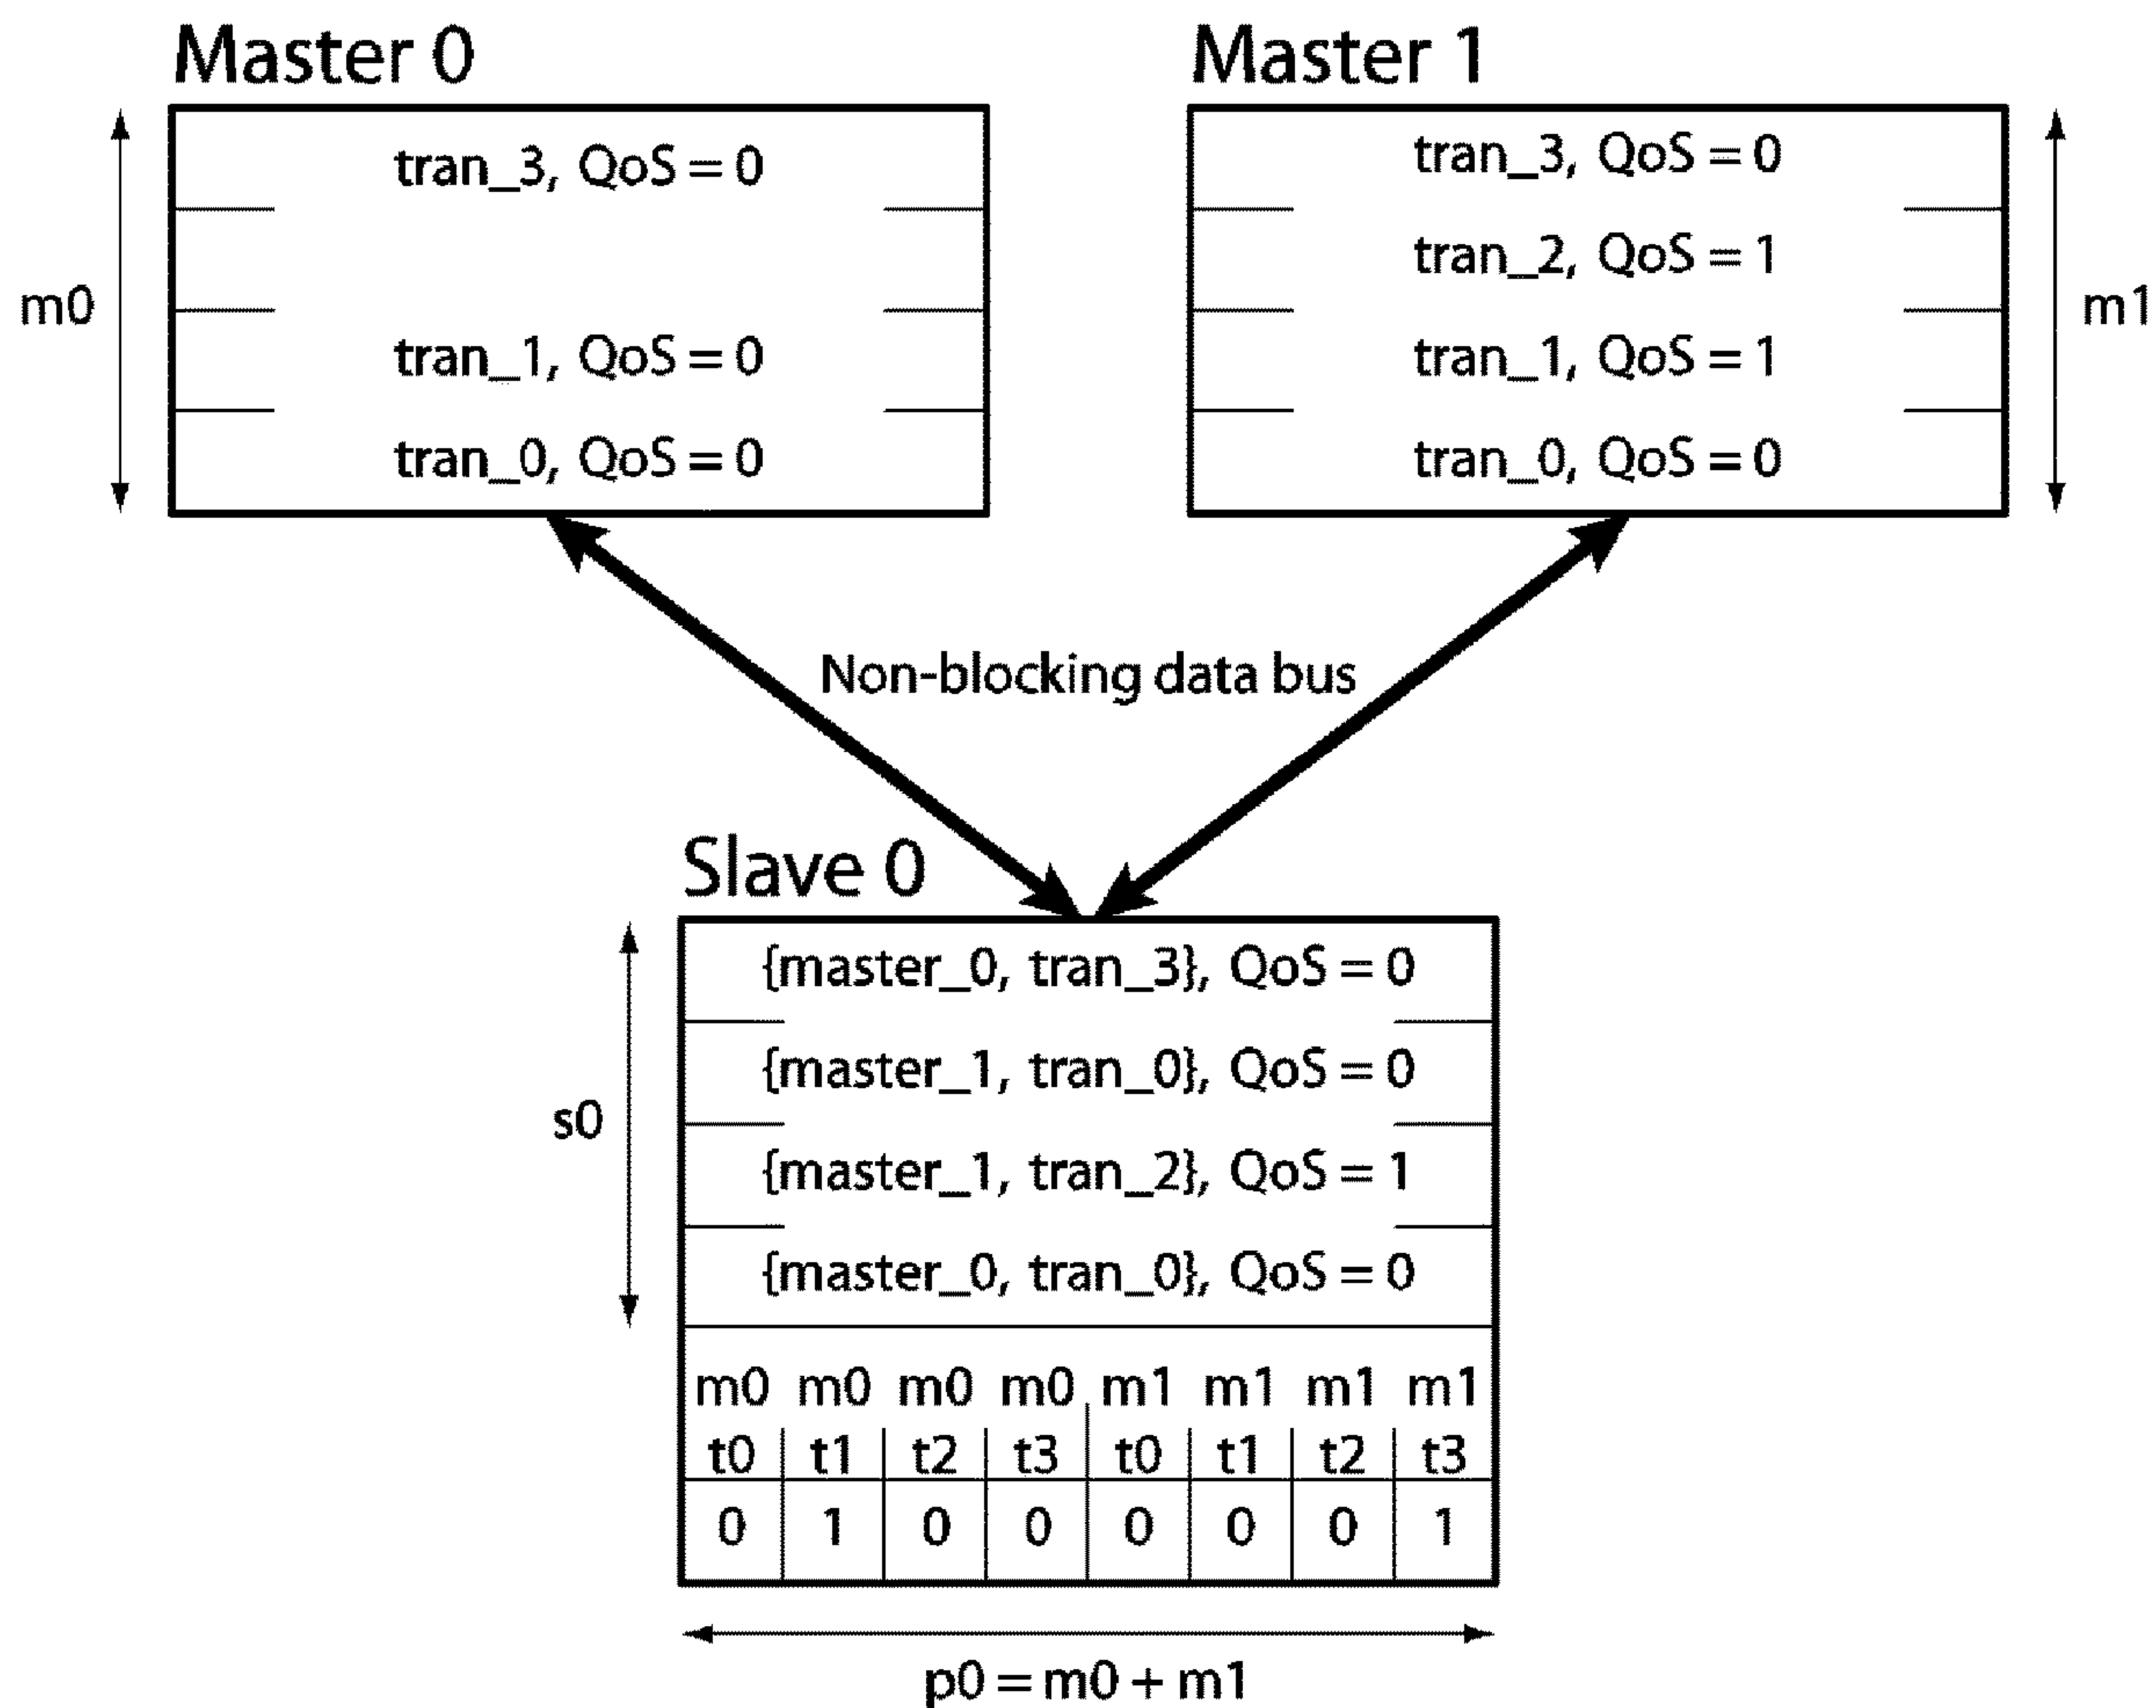 Master 0
Master 1
m0
tran_3, QoS = 0
tran_1, QoS = 0
tran_0, QoS = 0
tran_3, QoS = 0
tran_2, QoS = 1
tran_1, QoS = 1
tran_0, QoS = 0
m1
Non-blocking data bus
Slave 0
s0
{master_0, tran_3}, QoS = 0
{master_1, tran_0}, QoS = 0
{master_1, tran_2}, QoS = 1
{master_0, tran_0}, QoS = 0
m0 m0 m0 m0 m1 m1 m1 m1
t0 t1 t2 t3 t0 t1 t2 t3
0 1 0 0 0 0 0 1
p0 = m0 + m1